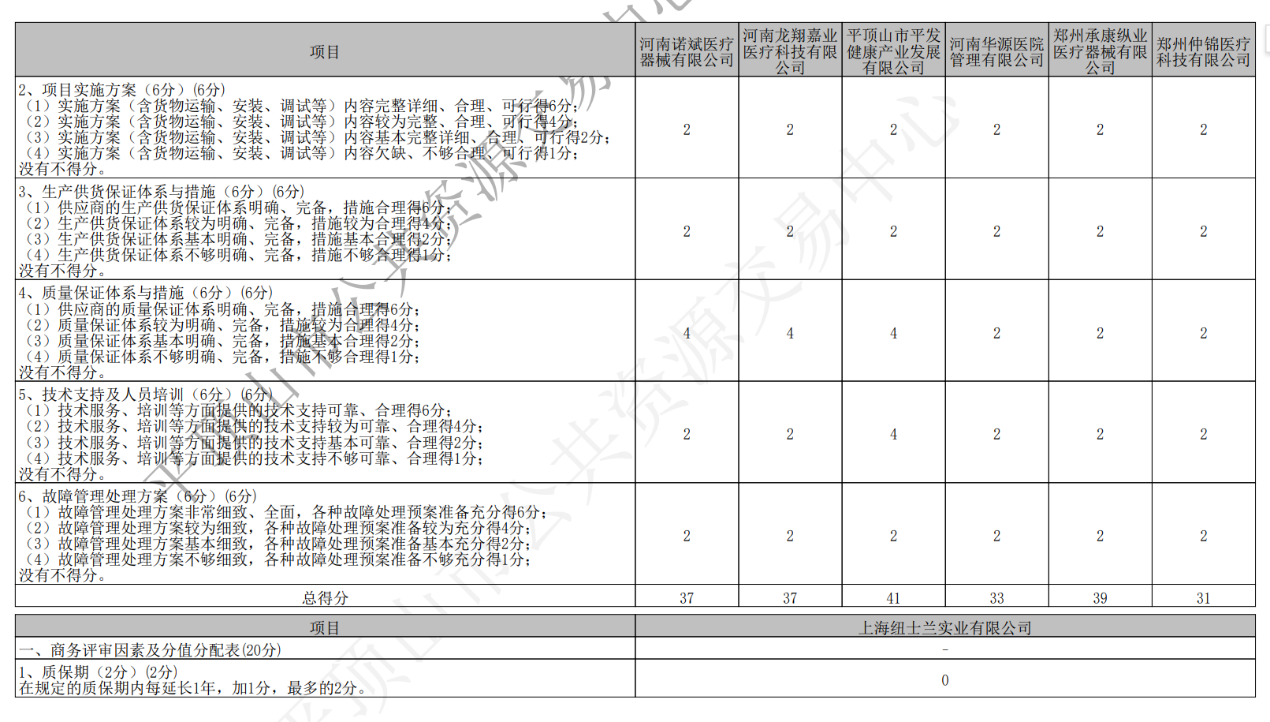 项目
河南诺斌医疗
器械有限公司
河南龙翔嘉业
医疗科技有限
公司
平顶山市平发
健康产业发展
有限公司
河南华源医院
管理有限公司
郑州承康纵业
医疗器械有限
公司
郑州仲锦医疗
科技有限公司
2、项目实施方案（6分）(6分)
（1）实施方案（含货物运输、安装、调试等）内容完整详细、合理、可行得6分；
（2）实施方案（含货物运输、安装、调试等）内容较为完整、合理、可行得4分；
（3）实施方案（含货物运输、安装、调试等）内容基本完整详细、合理、可行得2分；
（4）实施方案（含货物运输、安装、调试等）内容欠缺、不够合理、可行得1分；
没有不得分。
2 2 2 2 2 2
3、生产供货保证体系与措施（6分）(6分)
（1）供应商的生产供货保证体系明确、完备，措施合理得6分；
（2）生产供货保证体系较为明确、完备，措施较为合理得4分；
（3）生产供货保证体系基本明确、完备，措施基本合理得2分；
（4）生产供货保证体系不够明确、完备，措施不够合理得1分；
没有不得分。
2 2 2 2 2 2
4、质量保证体系与措施（6分）(6分)
（1）供应商的质量保证体系明确、完备，措施合理得6分；
（2）质量保证体系较为明确、完备，措施较为合理得4分；
（3）质量保证体系基本明确、完备，措施基本合理得2分；
（4）质量保证体系不够明确、完备，措施不够合理得1分；
没有不得分。
4 4 4 2 2 2
5、技术支持及人员培训（6分）(6分)
（1）技术服务、培训等方面提供的技术支持可靠、合理得6分；
（2）技术服务、培训等方面提供的技术支持较为可靠、合理得4分；
（3）技术服务、培训等方面提供的技术支持基本可靠、合理得2分；
（4）技术服务、培训等方面提供的技术支持不够可靠、合理得1分；
没有不得分。
2 2 4 2 2 2
6、故障管理处理方案（6分）(6分)
（1）故障管理处理方案非常细致、全面，各种故障处理预案准备充分得6分；
（2）故障管理处理方案较为细致，各种故障处理预案准备较为充分得4分；
（3）故障管理处理方案基本细致，各种故障处理预案准备基本充分得2分；
（4）故障管理处理方案不够细致，各种故障处理预案准备不够充分得1分；
没有不得分。
2 2 2 2 2 2
总得分 37 37 41 33 39 31
项目 上海纽士兰实业有限公司
一、商务评审因素及分值分配表(20分) -
1、质保期（2分）(2分)
在规定的质保期内每延长1年，加1分，最多的2分。
0
平顶山市公共资源交易中心
平顶山市公共资源交易中心